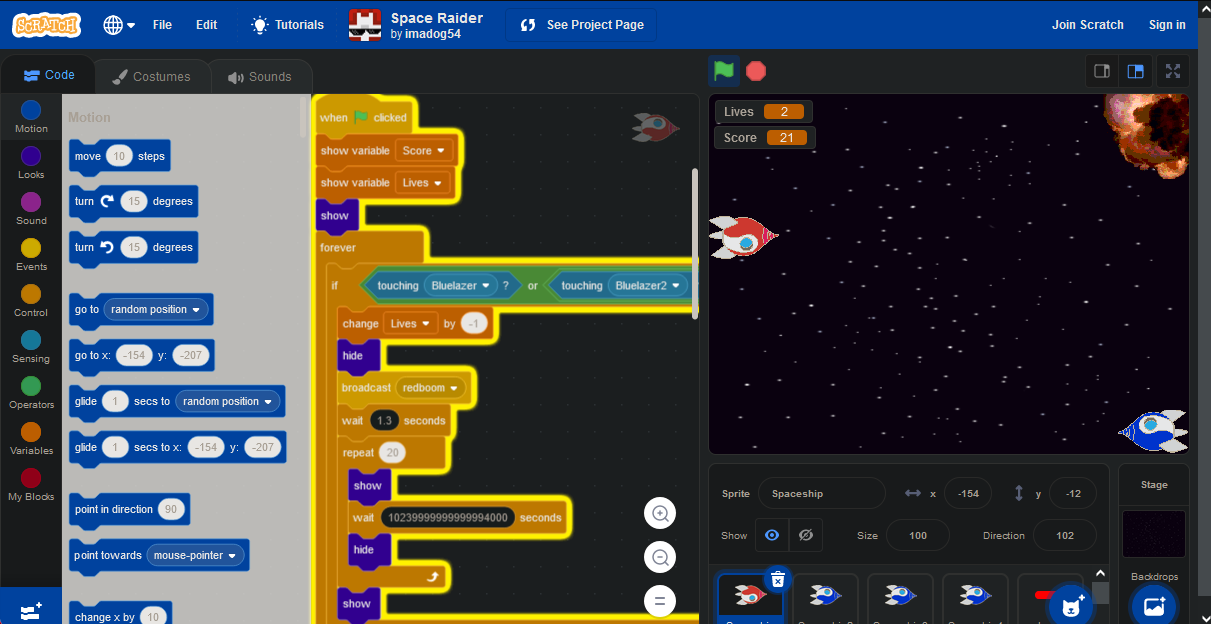 SCRATCH
File
Edit
Tutorials
Space Raider
by imadog54
See Project Page
Join Scratch
Sign in
Code
Costumes
Sounds
Motion
Looks
Sound
Events
Control
Sensing
Operators
Variables
My Blocks
Motion
move 10 steps
turn 15 degrees
turn 15 degrees
go to random position
go to x: -154 y: -207
glide 1 secs to random position
glide 1 secs to x: -154 y: -207
point in direction 90
point towards mouse-pointer
change x by 10
when clicked
show variable Score
show variable Lives
show
forever
if touching Bluelazer ? or touching Bluelazer2
change Lives by -1
hide
broadcast redboom
wait 1.3 seconds
repeat 20
show
wait 10239999999999994000 seconds
hide
show
Lives 2
Score 21
Sprite Spaceship x -154 y -12
Show Size 100 Direction 102
Stage
Backdrops